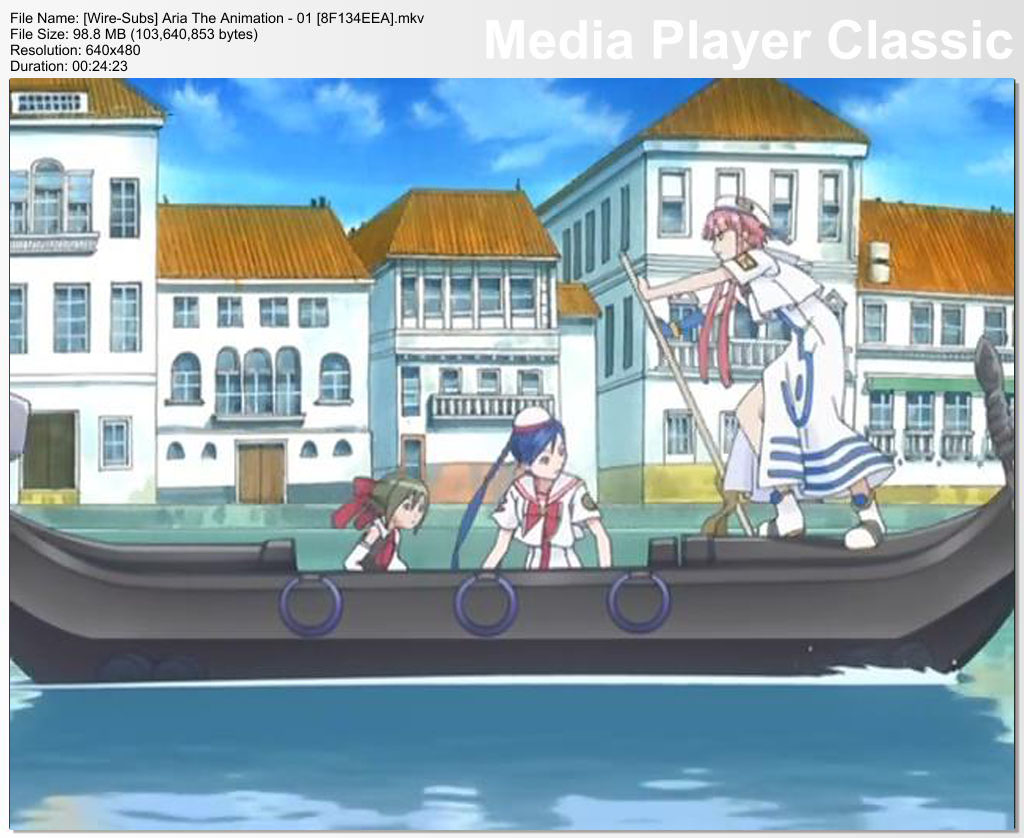 File Name: [Wire-Subs] Aria The Animation - 01 [8F134EEA].mkv
File Size: 98.8 MB (103,640,853 bytes)
Resolution: 640x480
Duration: 00:24:23
Media Player Classic